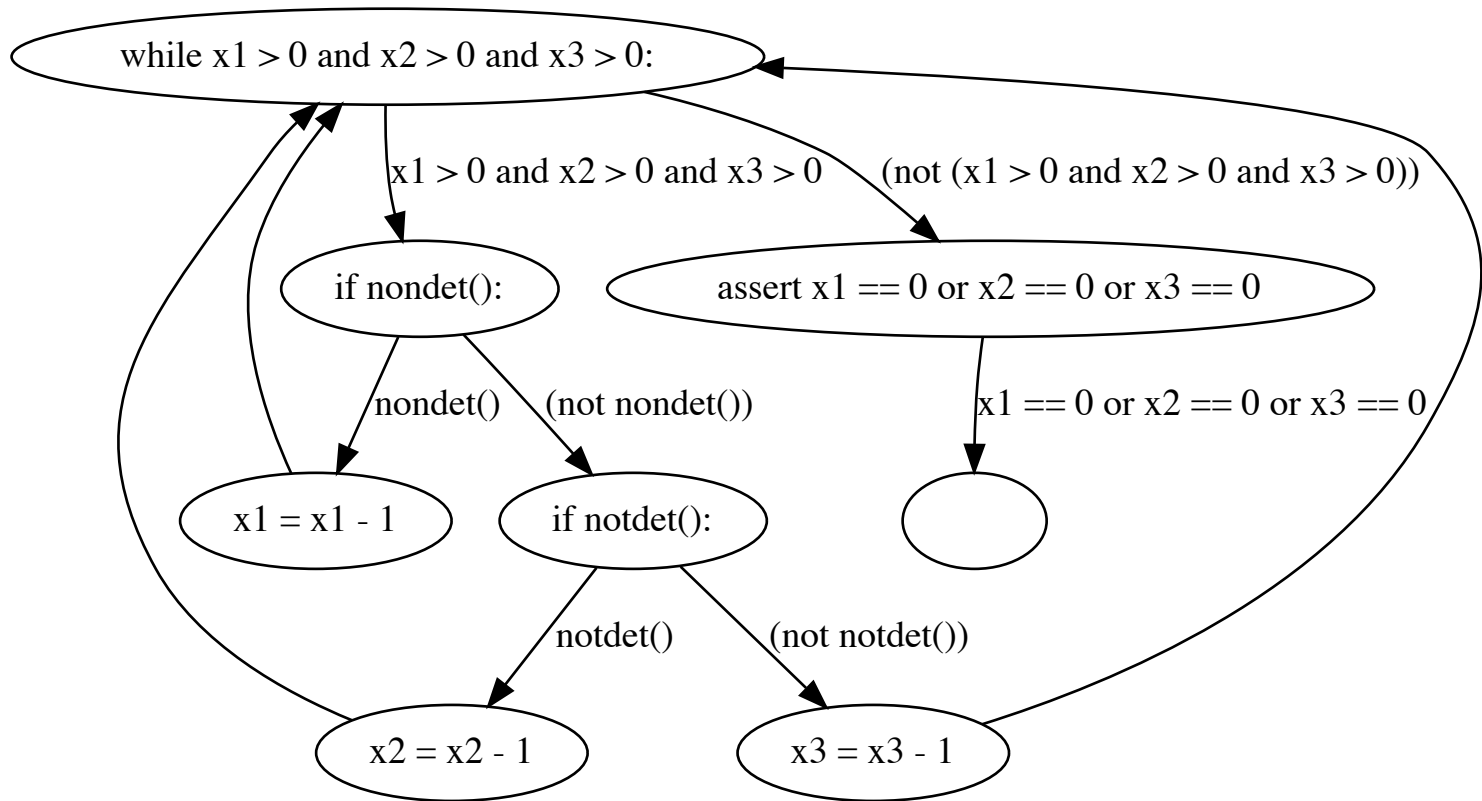 while x1 > 0 and x2 > 0 and x3 > 0:
x1 > 0 and x2 > 0 and x3 > 0
(not (x1 > 0 and x2 > 0 and x3 > 0))
if nondet():
assert x1 == 0 or x2 == 0 or x3 == 0
nondet()
(not nondet())
x1 == 0 or x2 == 0 or x3 == 0
x1 = x1 - 1
if notdet():
notdet()
(not notdet())
x2 = x2 - 1
x3 = x3 - 1